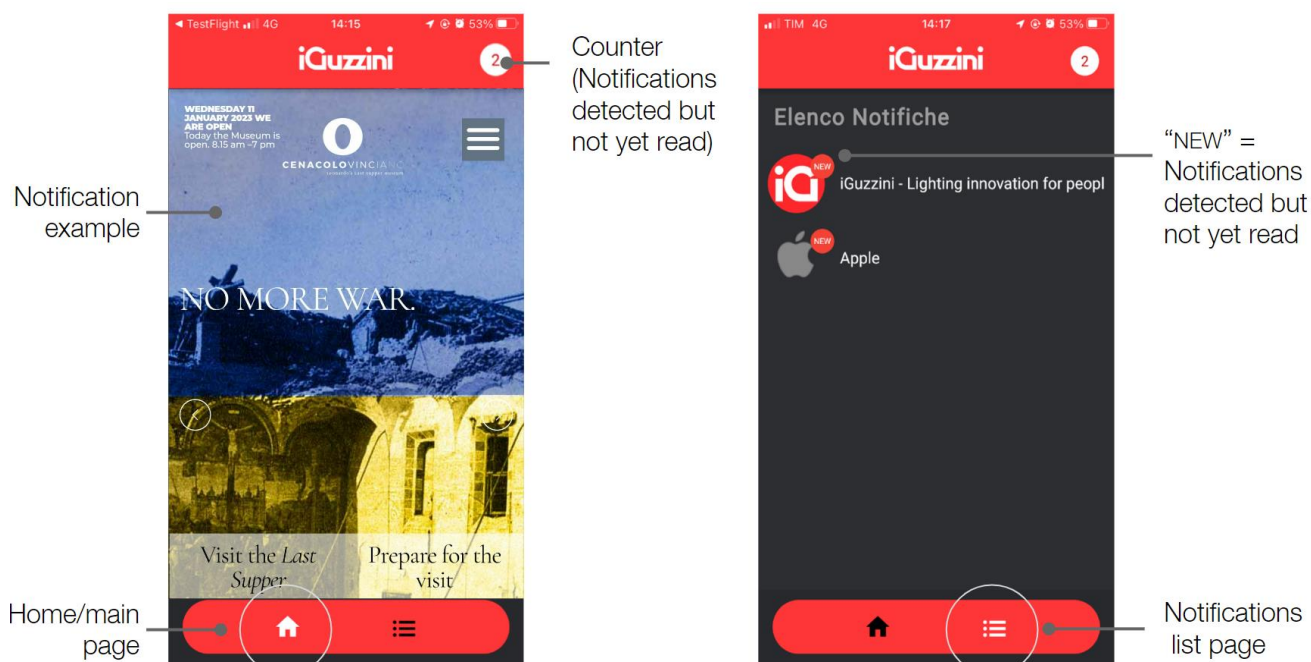 TestFlight 4G 14:15 53%
iGuzzini
2
Counter
(Notifications
detected but
not yet read)
WEDNESDAY 11
JANUARY 2023 WE
ARE OPEN
Today the Museum is
open. 8.15 am –7 pm
CENACOLOVINCIANO
Notification
example
NO MORE WAR.
Visit the Last
Supper
Prepare for the
visit
Home/main
page
TIM 4G 14:17 53%
iGuzzini
2
Elenco Notifiche
iG NEW
iGuzzini - Lighting innovation for peopl
NEW
Apple
“NEW” =
Notifications
detected but
not yet read
Notifications
list page